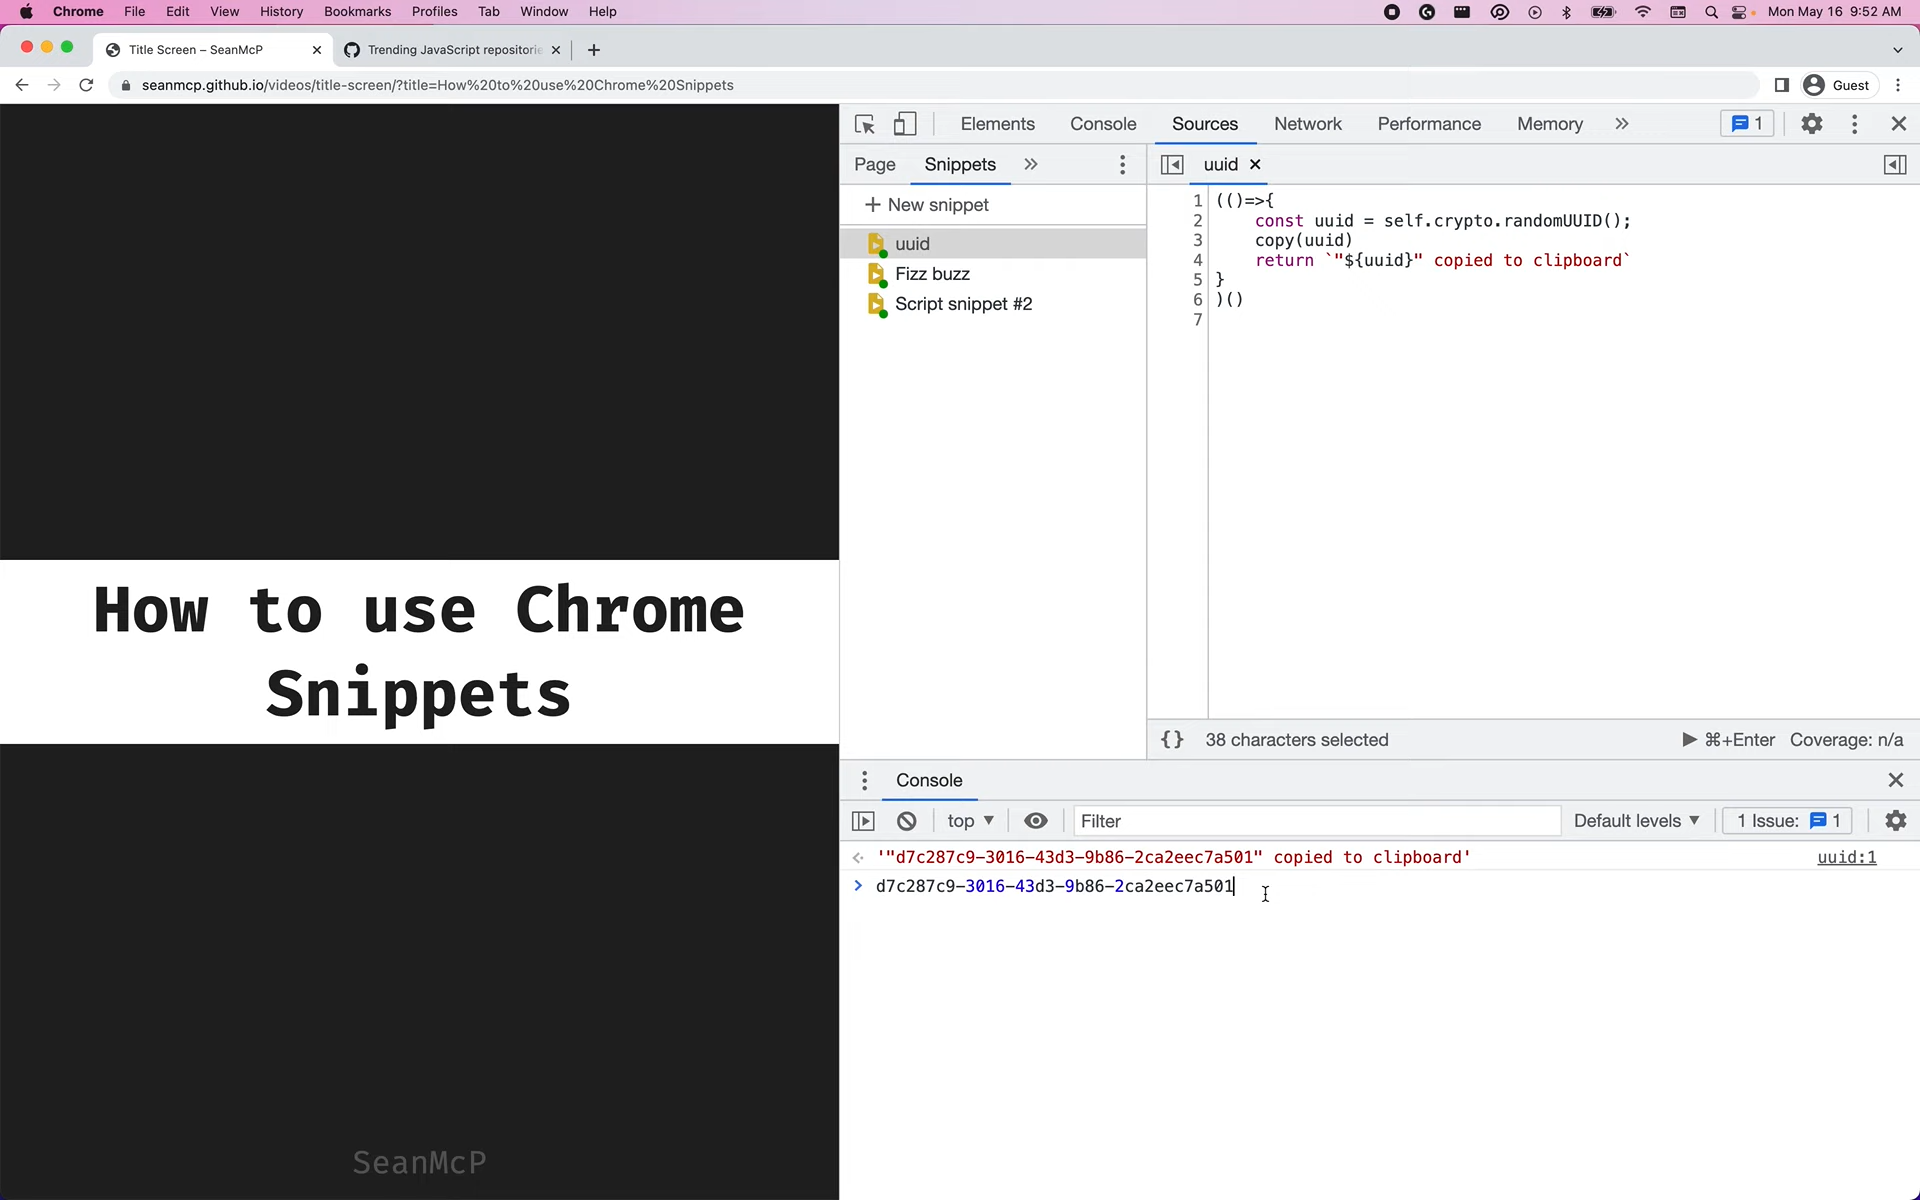 Chrome File Edit View History Bookmarks Profiles Tab Window Help Mon May 16 9:52 AM
Title Screen – SeanMcP Trending JavaScript repositorie
seanmcp.github.io/videos/title-screen/?title=How%20to%20use%20Chrome%20Snippets Guest
Elements Console Sources Network Performance Memory 1
Page Snippets uuid
New snippet
uuid
Fizz buzz
Script snippet #2
1 (()=>{
2 const uuid = self.crypto.randomUUID();
3 copy(uuid)
4 return `"${uuid}" copied to clipboard`
5 }
6 )()
7
{} 38 characters selected ⌘+Enter Coverage: n/a
Console
top Filter Default levels 1 Issue: 1
'"d7c287c9-3016-43d3-9b86-2ca2eec7a501" copied to clipboard' uuid:1
d7c287c9-3016-43d3-9b86-2ca2eec7a501
How to use Chrome
Snippets
SeanMcP